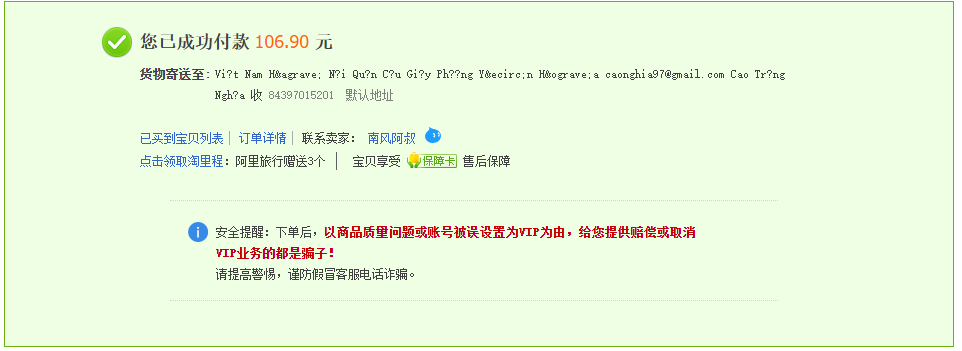 您已成功付款 106.90 元
货物寄送至: Vi?t Nam H&agrave; N?i Qu?n C?u Gi?y Ph??ng Y&ecirc;n H&ograve;a caonghia97@gmail.com Cao Tr?ng
Ngh?a 收 84397015201 默认地址
已买到宝贝列表| 订单详情| 联系卖家： 南风阿叔
点击领取淘里程：阿里旅行赠送3个 | 宝贝享受 保障卡 售后保障
安全提醒：下单后，以商品质量问题或账号被误设置为VIP为由，给您提供赔偿或取消
VIP业务的都是骗子！
请提高警惕，谨防假冒客服电话诈骗。